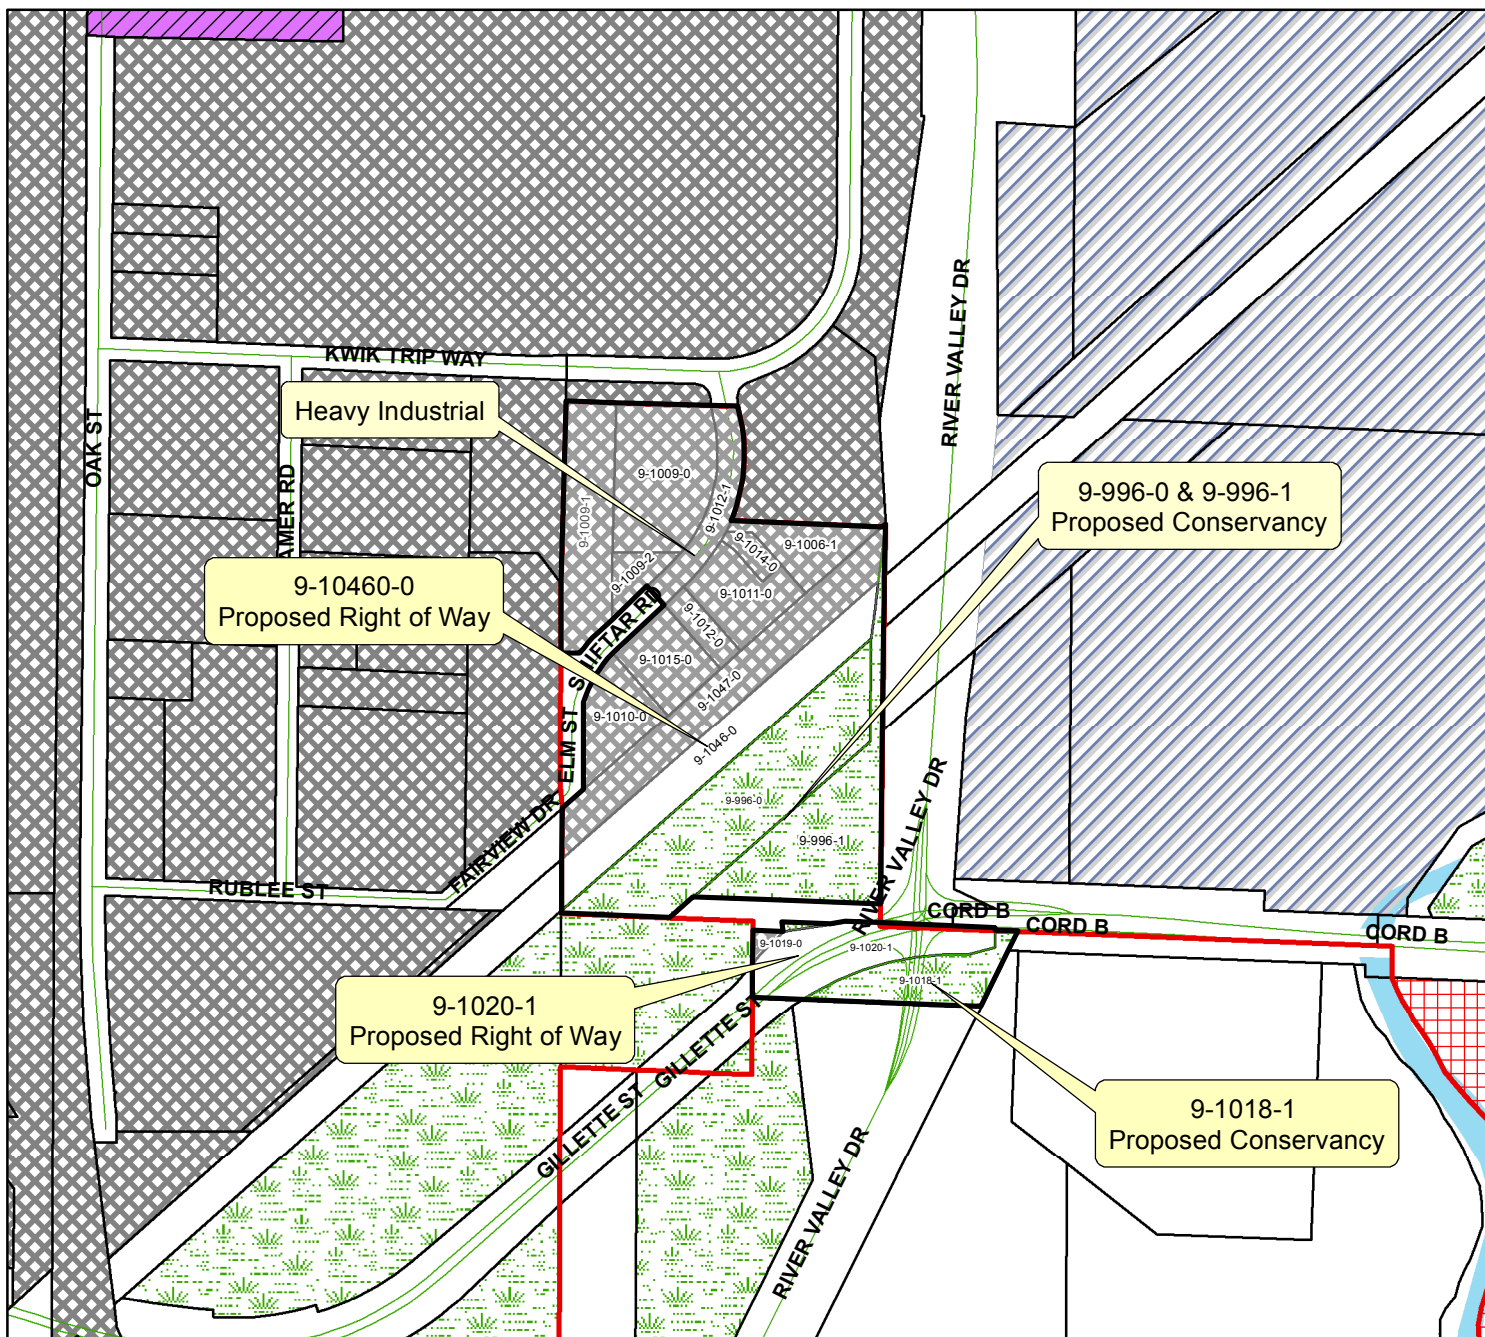 KWIK TRIP WAY
RIVER VALLEY DR
Heavy Industrial
OAK ST
AMER RD
9-1009-0
9-1009-1
9-1012-1
9-996-0 & 9-996-1
Proposed Conservancy
9-1014-0
9-1006-1
9-1009-2
9-1011-0
9-10460-0
Proposed Right of Way
9-1012-0
9-1015-0
9-1047-0
9-1010-0
ELM ST
9-1046-0
9-996-0
9-996-1
FAIRVIEW DR
RUBLEE ST
RIVER VALLEY DR
CORD B
CORD B
CORD B
9-1019-0
9-1020-1
9-1018-1
9-1020-1
Proposed Right of Way
GILLETTE ST
GILLETTE ST
9-1018-1
Proposed Conservancy
RIVER VALLEY DR